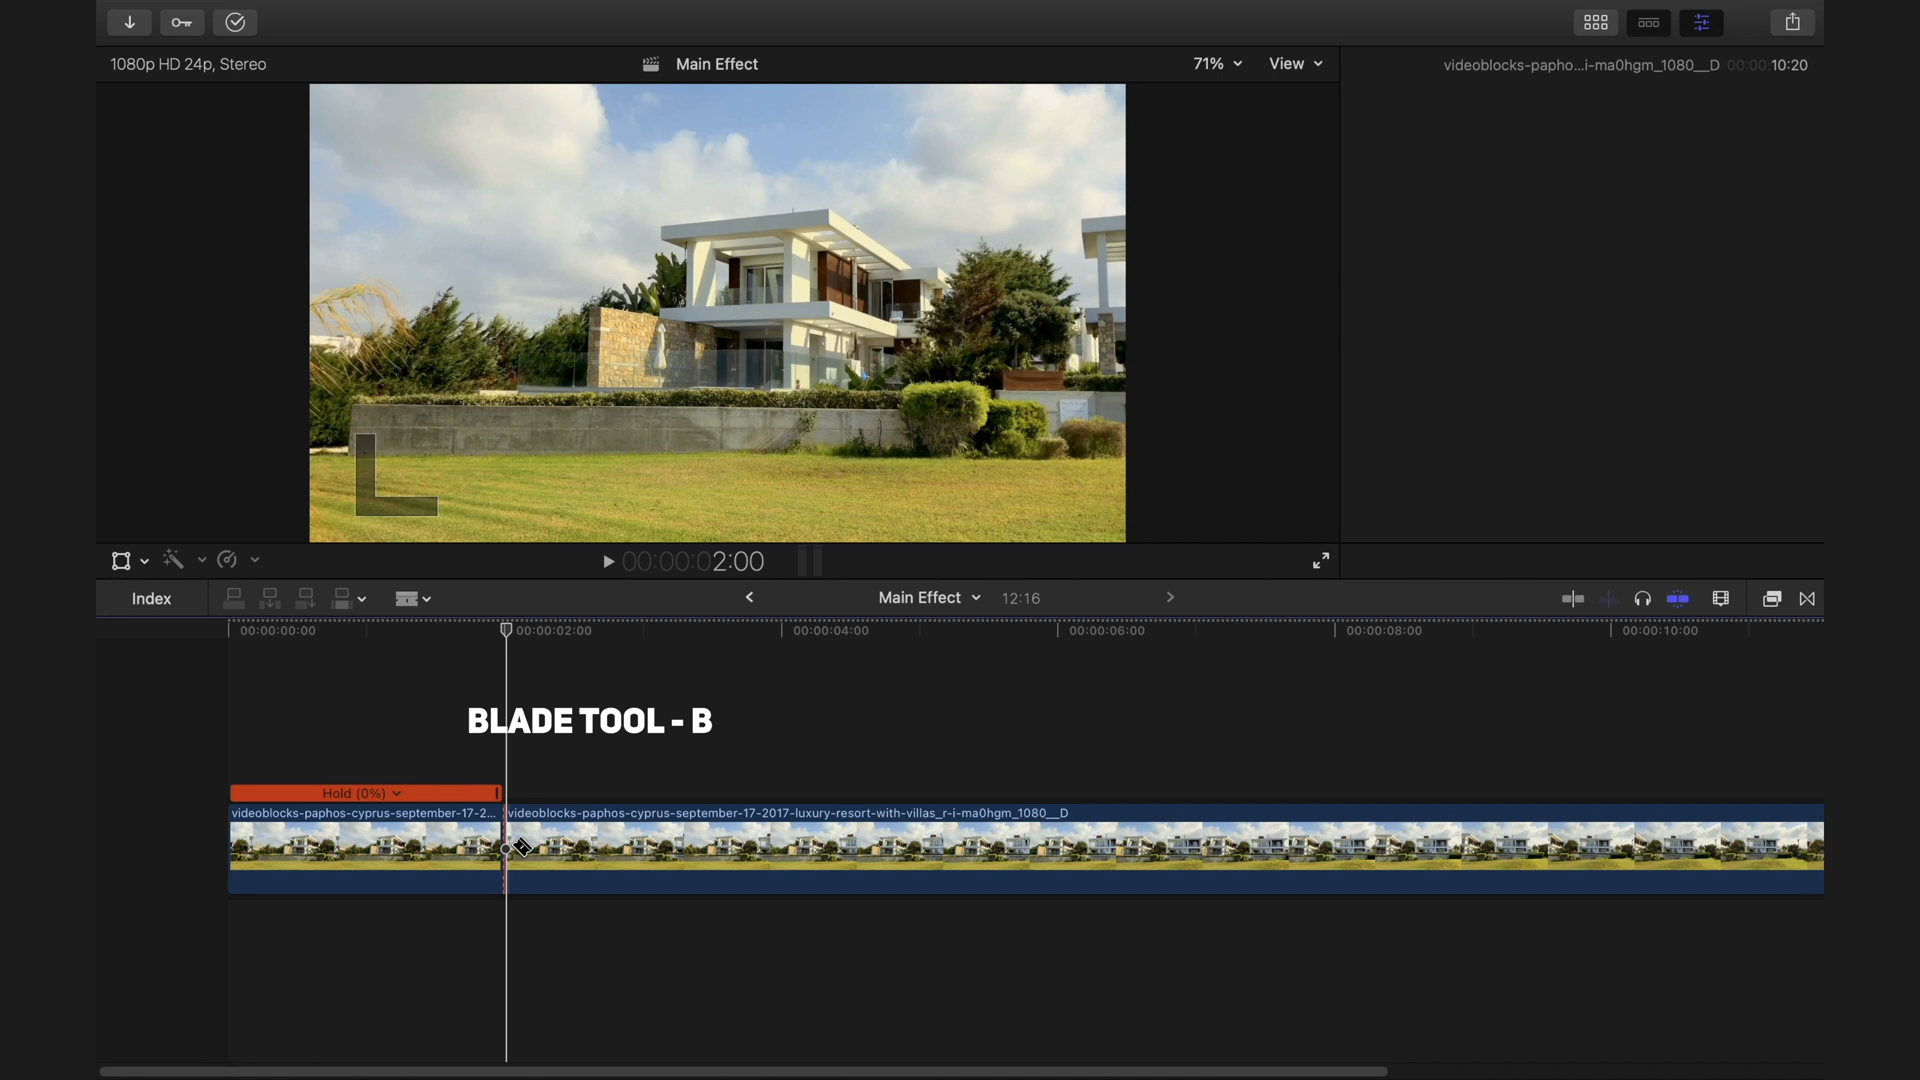 1080p HD 24p, Stereo
Main Effect
71%
View
videoblocks-papho...i-ma0hgm_1080__D
00:00:10:20
00:00:02:00
Index
Main Effect
12:16
00:00:00:00
00:00:02:00
00:00:04:00
00:00:06:00
00:00:08:00
00:00:10:00
BLADE TOOL - B
Hold (0%)
videoblocks-paphos-cyprus-september-17-2...
videoblocks-paphos-cyprus-september-17-2017-luxury-resort-with-villas_r-i-ma0hgm_1080__D